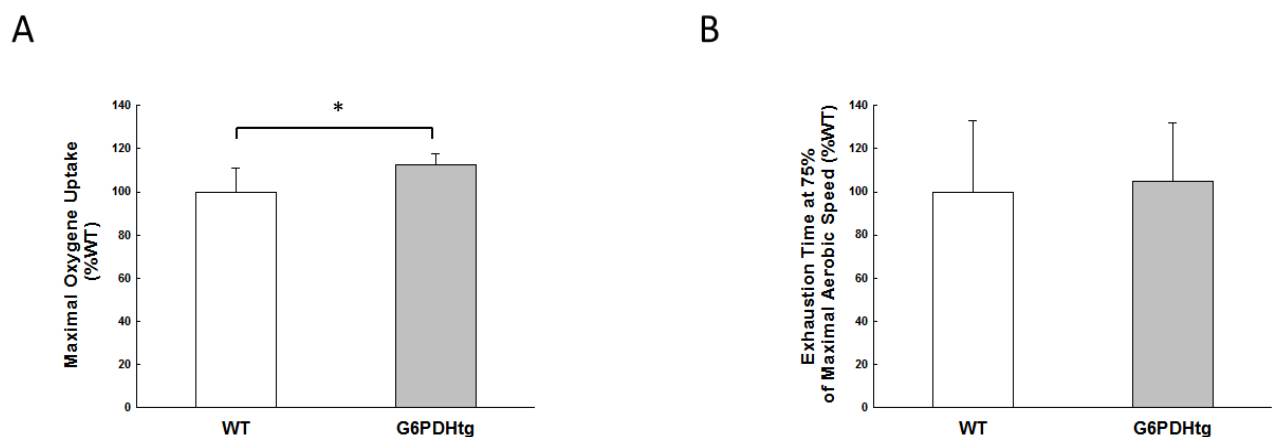 A
B
Maximal Oxygene Uptake
(%WT)
140
120
100
80
60
40
20
0
*
WT
G6PDHtg
Exhaustion Time at 75%
of Maximal Aerobic Speed (%WT)
140
120
100
80
60
40
20
0
WT
G6PDHtg